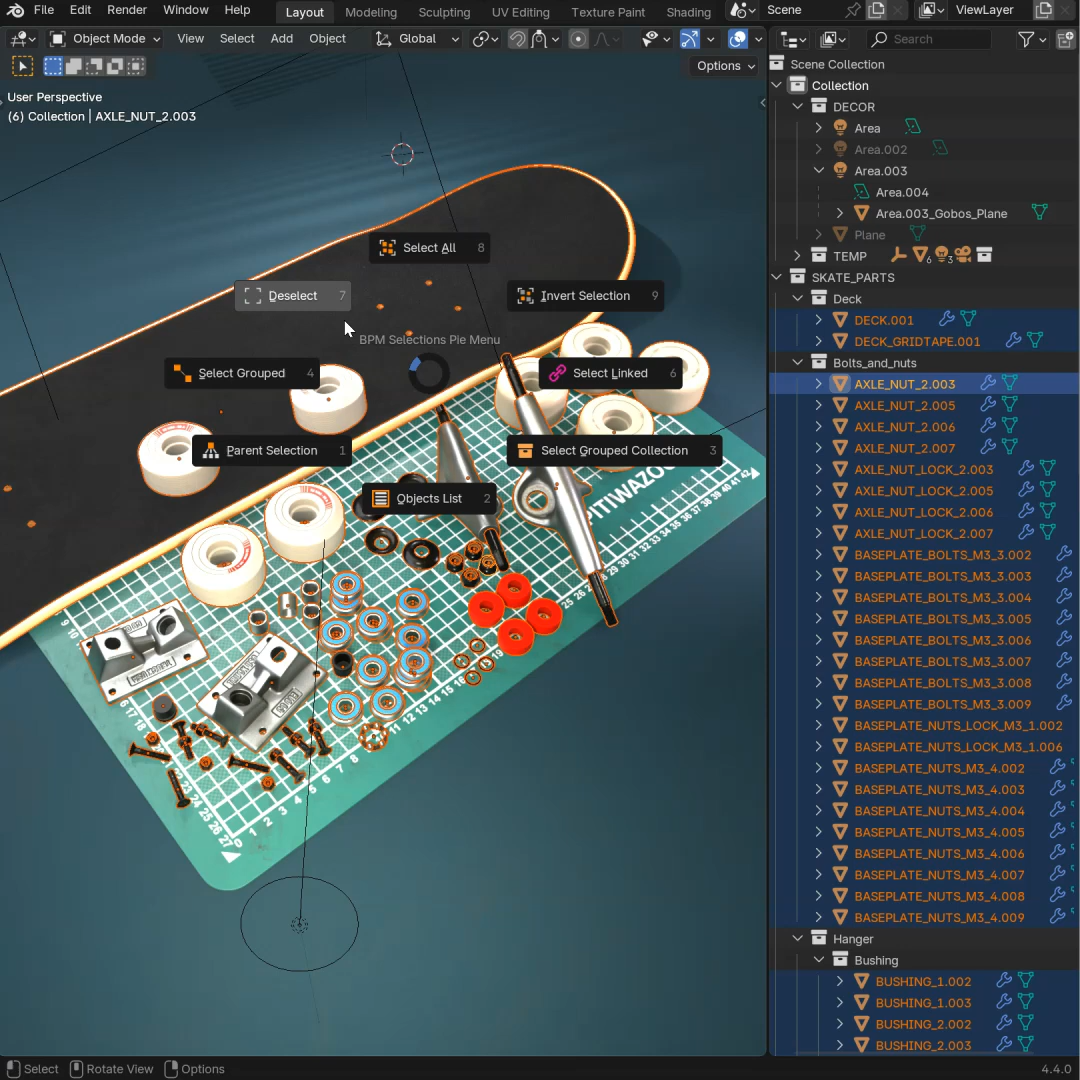 File Edit Render Window Help Layout Modeling Sculpting UV Editing Texture Paint Shading Scene ViewLayer
Object Mode View Select Add Object Global Search
Options
User Perspective
(6) Collection | AXLE_NUT_2.003
Select All 8
Deselect 7
Invert Selection 9
BPM Selections Pie Menu
Select Grouped 4
Select Linked 6
Parent Selection 1
Select Grouped Collection 3
Objects List 2
Scene Collection
Collection
DECOR
Area
Area.002
Area.003
Area.004
Area.003_Gobos_Plane
Plane
TEMP 6 3
SKATE_PARTS
Deck
DECK.001
DECK_GRIDTAPE.001
Bolts_and_nuts
AXLE_NUT_2.003
AXLE_NUT_2.005
AXLE_NUT_2.006
AXLE_NUT_2.007
AXLE_NUT_LOCK_2.003
AXLE_NUT_LOCK_2.005
AXLE_NUT_LOCK_2.006
AXLE_NUT_LOCK_2.007
BASEPLATE_BOLTS_M3_3.002
BASEPLATE_BOLTS_M3_3.003
BASEPLATE_BOLTS_M3_3.004
BASEPLATE_BOLTS_M3_3.005
BASEPLATE_BOLTS_M3_3.006
BASEPLATE_BOLTS_M3_3.007
BASEPLATE_BOLTS_M3_3.008
BASEPLATE_BOLTS_M3_3.009
BASEPLATE_NUTS_LOCK_M3_1.002
BASEPLATE_NUTS_LOCK_M3_1.006
BASEPLATE_NUTS_M3_4.002
BASEPLATE_NUTS_M3_4.003
BASEPLATE_NUTS_M3_4.004
BASEPLATE_NUTS_M3_4.005
BASEPLATE_NUTS_M3_4.006
BASEPLATE_NUTS_M3_4.007
BASEPLATE_NUTS_M3_4.008
BASEPLATE_NUTS_M3_4.009
Hanger
Bushing
BUSHING_1.002
BUSHING_1.003
BUSHING_2.002
BUSHING_2.003
Select Rotate View Options 4.4.0